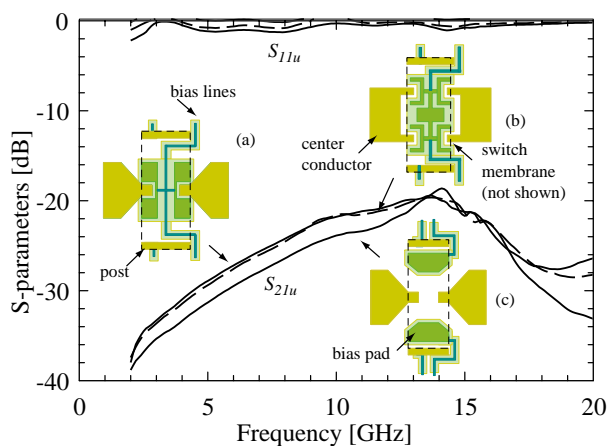 0
S11u
bias lines
(a)
(b)
-10
center
conductor
switch
membrane
(not shown)
S-parameters [dB]
-20
post
-30
S21u
(c)
bias pad
-40
0
5
10
15
20
Frequency [GHz]